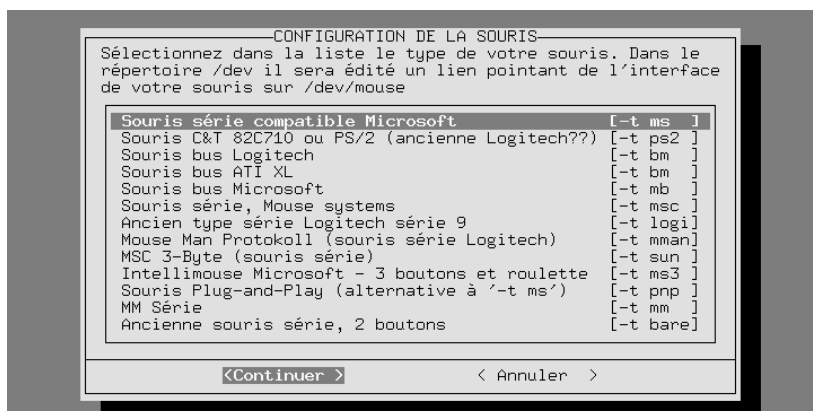 CONFIGURATION DE LA SOURIS
Sélectionnez dans la liste le type de votre souris. Dans le
répertoire /dev il sera édité un lien pointant de l'interface
de votre souris sur /dev/mouse
Souris série compatible Microsoft [-t ms ]
Souris C&T 82C710 ou PS/2 (ancienne Logitech??) [-t ps2 ]
Souris bus Logitech [-t bm ]
Souris bus ATI XL [-t bm ]
Souris bus Microsoft [-t mb ]
Souris série, Mouse systems [-t msc ]
Ancien type série Logitech série 9 [-t logi]
Mouse Man Protokoll (souris série Logitech) [-t mman]
MSC 3-Byte (souris série) [-t sun ]
Intellimouse Microsoft - 3 boutons et roulette [-t ms3 ]
Souris Plug-and-Play (alternative à '-t ms') [-t pnp ]
MM Série [-t mm ]
Ancienne souris série, 2 boutons [-t bare]
<Continuer > < Annuler >